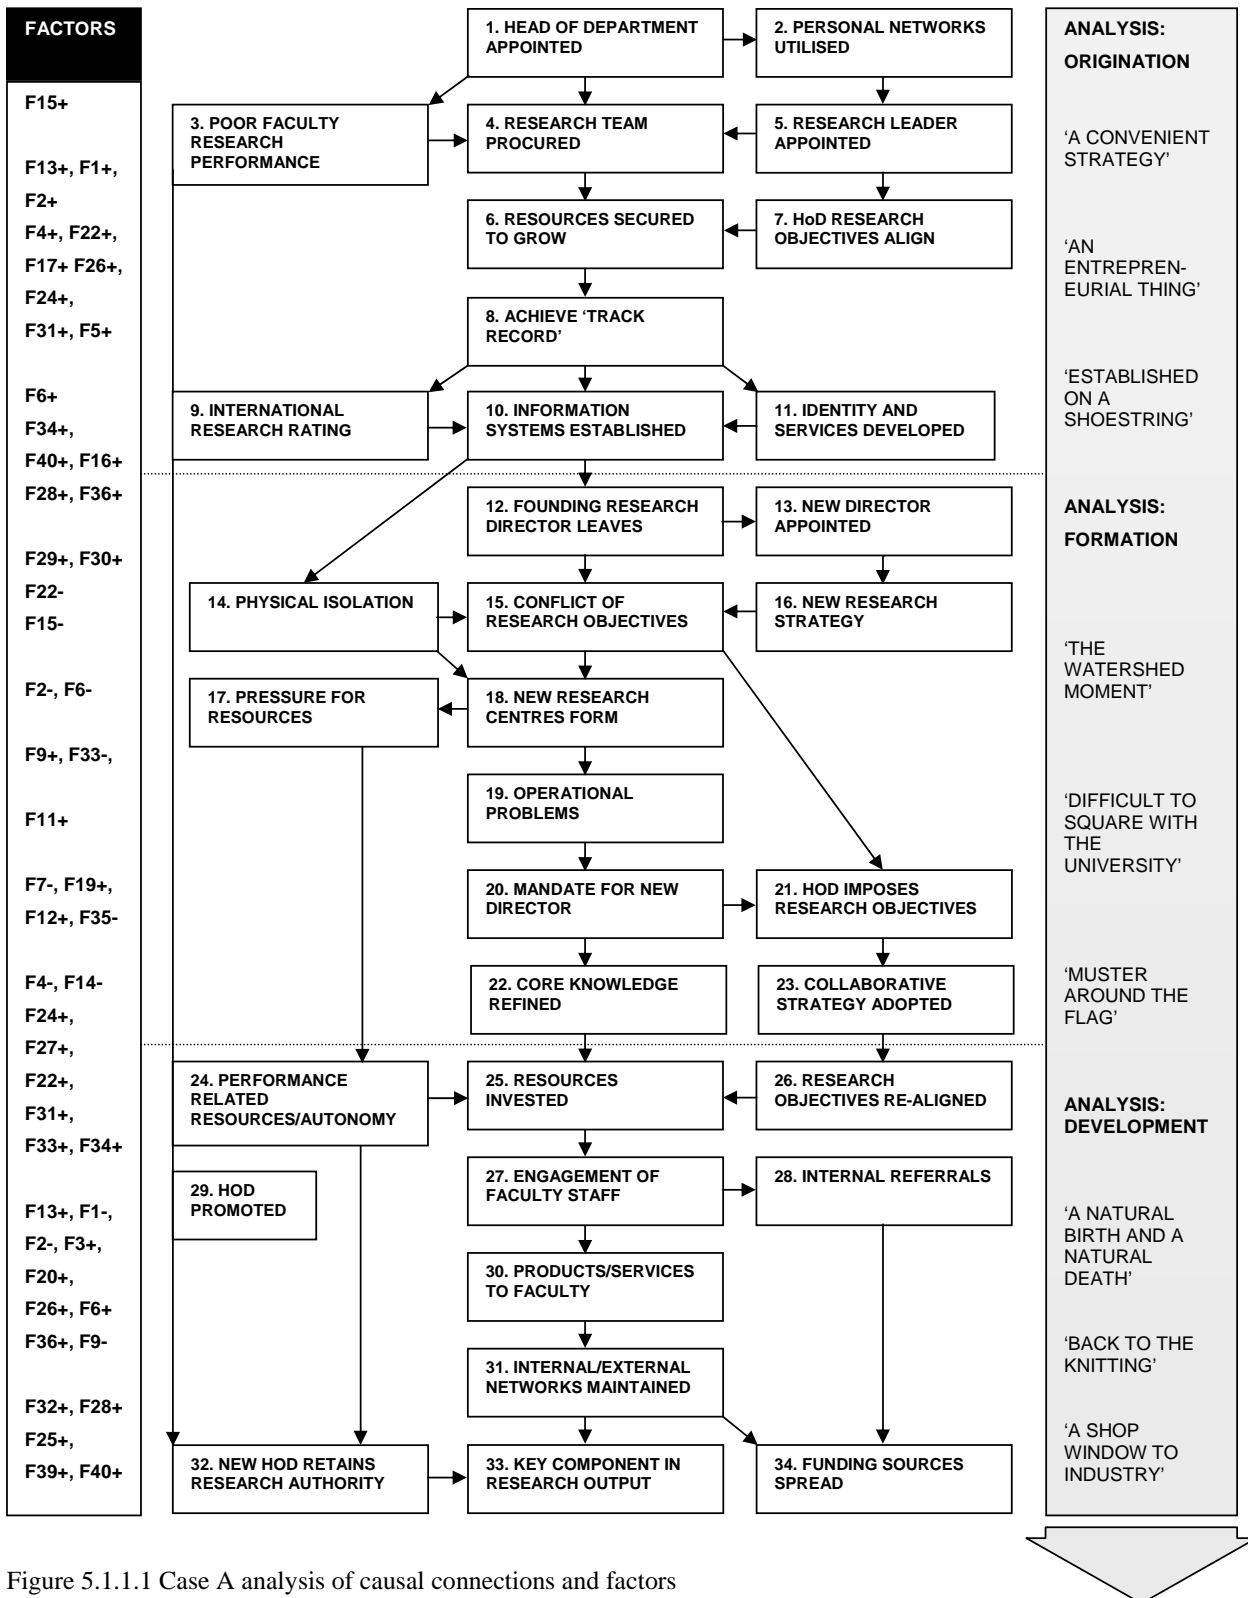 FACTORS
F15+
F13+, F1+,
F2+
F4+, F22+,
F17+ F26+,
F24+,
F31+, F5+
F6+
F34+,
F40+, F16+
F28+, F36+
F29+, F30+
F22-
F15-
F2-, F6-
F9+, F33-,
F11+
F7-, F19+,
F12+, F35-
F4-, F14-
F24+,
F27+,
F22+,
F31+,
F33+, F34+
F13+, F1-,
F2-, F3+,
F20+,
F26+, F6+
F36+, F9-
F32+, F28+
F25+,
F39+, F40+
1. HEAD OF DEPARTMENT
APPOINTED
2. PERSONAL NETWORKS
UTILISED
3. POOR FACULTY
RESEARCH
PERFORMANCE
4. RESEARCH TEAM
PROCURED
5. RESEARCH LEADER
APPOINTED
6. RESOURCES SECURED
TO GROW
7. HoD RESEARCH
OBJECTIVES ALIGN
8. ACHIEVE ‘TRACK
RECORD’
9. INTERNATIONAL
RESEARCH RATING
10. INFORMATION
SYSTEMS ESTABLISHED
11. IDENTITY AND
SERVICES DEVELOPED
12. FOUNDING RESEARCH
DIRECTOR LEAVES
13. NEW DIRECTOR
APPOINTED
14. PHYSICAL ISOLATION
15. CONFLICT OF
RESEARCH OBJECTIVES
16. NEW RESEARCH
STRATEGY
17. PRESSURE FOR
RESOURCES
18. NEW RESEARCH
CENTRES FORM
19. OPERATIONAL
PROBLEMS
20. MANDATE FOR NEW
DIRECTOR
21. HOD IMPOSES
RESEARCH OBJECTIVES
22. CORE KNOWLEDGE
REFINED
23. COLLABORATIVE
STRATEGY ADOPTED
24. PERFORMANCE
RELATED
RESOURCES/AUTONOMY
25. RESOURCES
INVESTED
26. RESEARCH
OBJECTIVES RE-ALIGNED
27. ENGAGEMENT OF
FACULTY STAFF
28. INTERNAL REFERRALS
29. HOD
PROMOTED
30. PRODUCTS/SERVICES
TO FACULTY
31. INTERNAL/EXTERNAL
NETWORKS MAINTAINED
32. NEW HOD RETAINS
RESEARCH AUTHORITY
33. KEY COMPONENT IN
RESEARCH OUTPUT
34. FUNDING SOURCES
SPREAD
ANALYSIS:
ORIGINATION
‘A CONVENIENT
STRATEGY’
‘AN
ENTREPREN-
EURIAL THING’
‘ESTABLISHED
ON A
SHOESTRING’
ANALYSIS:
FORMATION
‘THE
WATERSHED
MOMENT’
‘DIFFICULT TO
SQUARE WITH
THE
UNIVERSITY’
‘MUSTER
AROUND THE
FLAG’
ANALYSIS:
DEVELOPMENT
‘A NATURAL
BIRTH AND A
NATURAL
DEATH’
‘BACK TO THE
KNITTING’
‘A SHOP
WINDOW TO
INDUSTRY’
Figure 5.1.1.1 Case A analysis of causal connections and factors